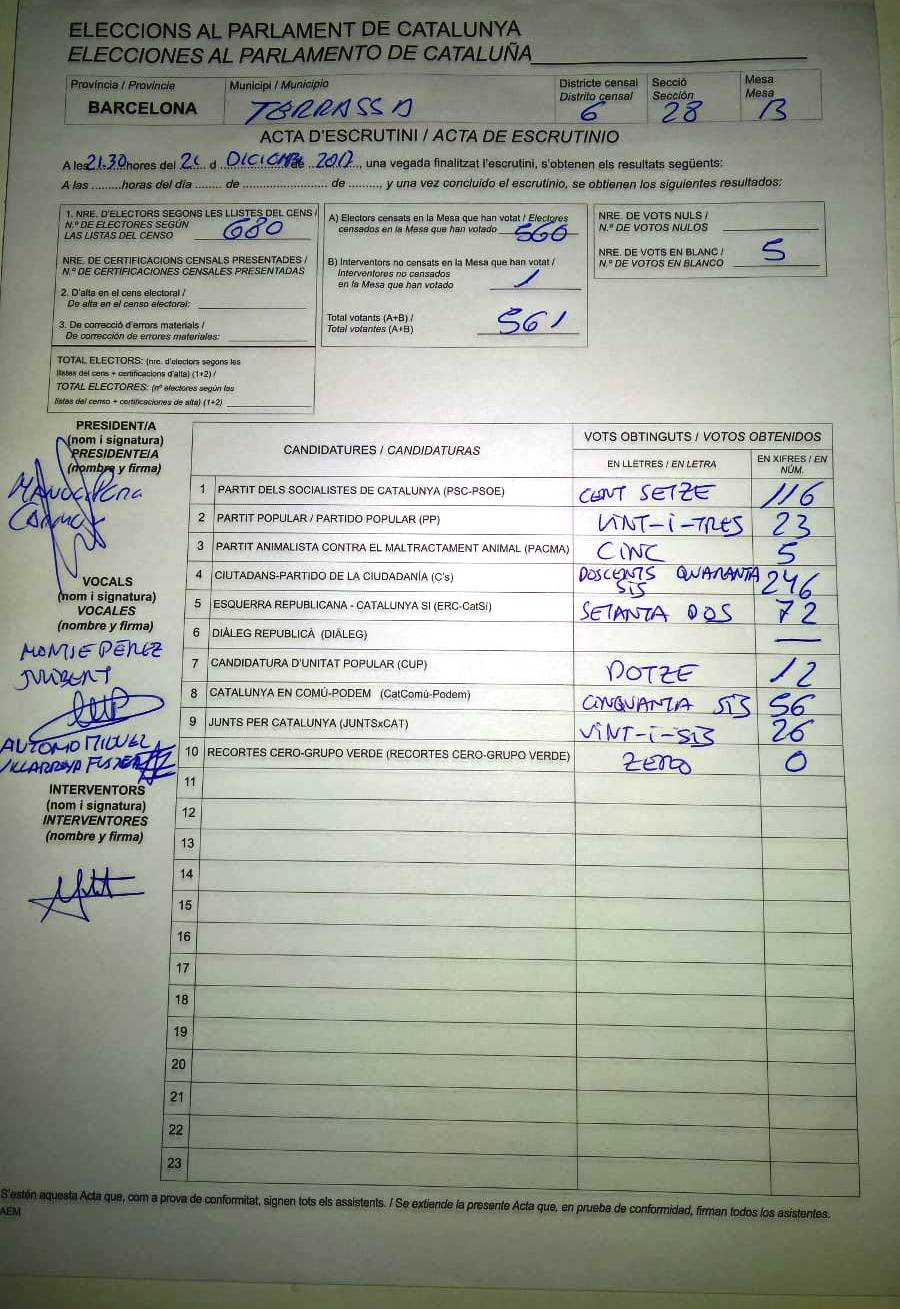 ELECCIONS AL PARLAMENT DE CATALUNYA
ELECCIONES AL PARLAMENTO DE CATALUÑA
Província / Provincia
BARCELONA
Municipi / Municipio
TERRASSA
Districte censal
Distrito censal
6
Secció
Sección
28
Mesa
Mesa
B
ACTA D'ESCRUTINI / ACTA DE ESCRUTINIO
A les 21.30 hores del 21 d DICIEMBRE de 2017, una vegada finalitzat l'escrutini, s'obtenen els resultats següents:
A las .........horas del día ........ de ......................... de .........., y una vez concluido el escrutinio, se obtienen los siguientes resultados:
1. NRE. D'ELECTORS SEGONS LES LLISTES DEL CENS /
N.º DE ELECTORES SEGÚN
LAS LISTAS DEL CENSO 680
NRE. DE CERTIFICACIONS CENSALS PRESENTADES /
N.º DE CERTIFICACIONES CENSALES PRESENTADAS
2. D'alta en el cens electoral /
De alta en el censo electoral:
3. De correcció d'errors materials /
De corrección de errores materiales:
TOTAL ELECTORS: (nre. d'electors segons les
llistes del cens + certificacions d'alta) (1+2) /
TOTAL ELECTORES: (nº electores según las
listas del censo + certificaciones de alta) (1+2)
A) Electors censats en la Mesa que han votat / Electores
censados en la Mesa que han votado 560
B) Interventors no censats en la Mesa que han votat /
Interventores no censados
en la Mesa que han votado 1
Total votants (A+B) /
Total votantes (A+B) 561
NRE. DE VOTS NULS /
N.º DE VOTOS NULOS
NRE. DE VOTS EN BLANC /
N.º DE VOTOS EN BLANCO 5
PRESIDENT/A
(nom i signatura)
PRESIDENTE/A
(nombre y firma)
VOCALS
(nom i signatura)
VOCALES
(nombre y firma)
MONTSE PÉREZ
ANTONIO MIGUEL
VILLARROYA FUSTER
INTERVENTORS
(nom i signatura)
INTERVENTORES
(nombre y firma)
CANDIDATURES / CANDIDATURAS
VOTS OBTINGUTS / VOTOS OBTENIDOS
EN LLETRES / EN LETRA
EN XIFRES / EN
NÚM.
1 PARTIT DELS SOCIALISTES DE CATALUNYA (PSC-PSOE) CENT SETZE 116
2 PARTIT POPULAR / PARTIDO POPULAR (PP) VINT-I-TRES 23
3 PARTIT ANIMALISTA CONTRA EL MALTRACTAMENT ANIMAL (PACMA) CINC 5
4 CIUTADANS-PARTIDO DE LA CIUDADANÍA (C's) DOSCENTS QUARANTA SIS 246
5 ESQUERRA REPUBLICANA - CATALUNYA SI (ERC-CatSí) SETANTA DOS 72
6 DIÀLEG REPUBLICÀ (DIÀLEG) —
7 CANDIDATURA D'UNITAT POPULAR (CUP) DOTZE 12
8 CATALUNYA EN COMÚ-PODEM (CatComú-Podem) CINQUANTA SIS 56
9 JUNTS PER CATALUNYA (JUNTSxCAT) VINT-I-SIS 26
10 RECORTES CERO-GRUPO VERDE (RECORTES CERO-GRUPO VERDE) ZERO 0
11
12
13
14
15
16
17
18
19
20
21
22
23
S'estén aquesta Acta que, com a prova de conformitat, signen tots els assistents. / Se extiende la presente Acta que, en prueba de conformidad, firman todos los asistentes.
AEM